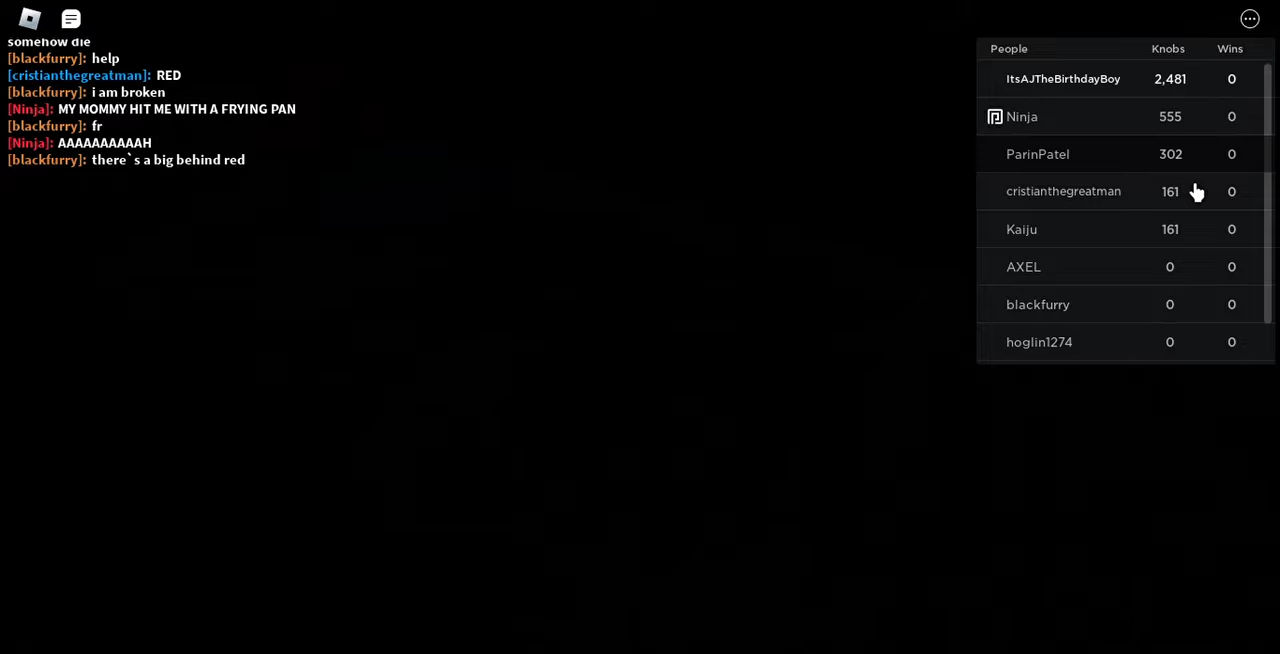 somehow die
[blackfurry]: help
[cristianthegreatman]: RED
[blackfurry]: i am broken
[Ninja]: MY MOMMY HIT ME WITH A FRYING PAN
[blackfurry]: fr
[Ninja]: AAAAAAAAAAH
[blackfurry]: there`s a big behind red
People Knobs Wins
ItsAJTheBirthdayBoy 2,481 0
Ninja 555 0
ParinPatel 302 0
cristianthegreatman 161 0
Kaiju 161 0
AXEL 0 0
blackfurry 0 0
hoglin1274 0 0